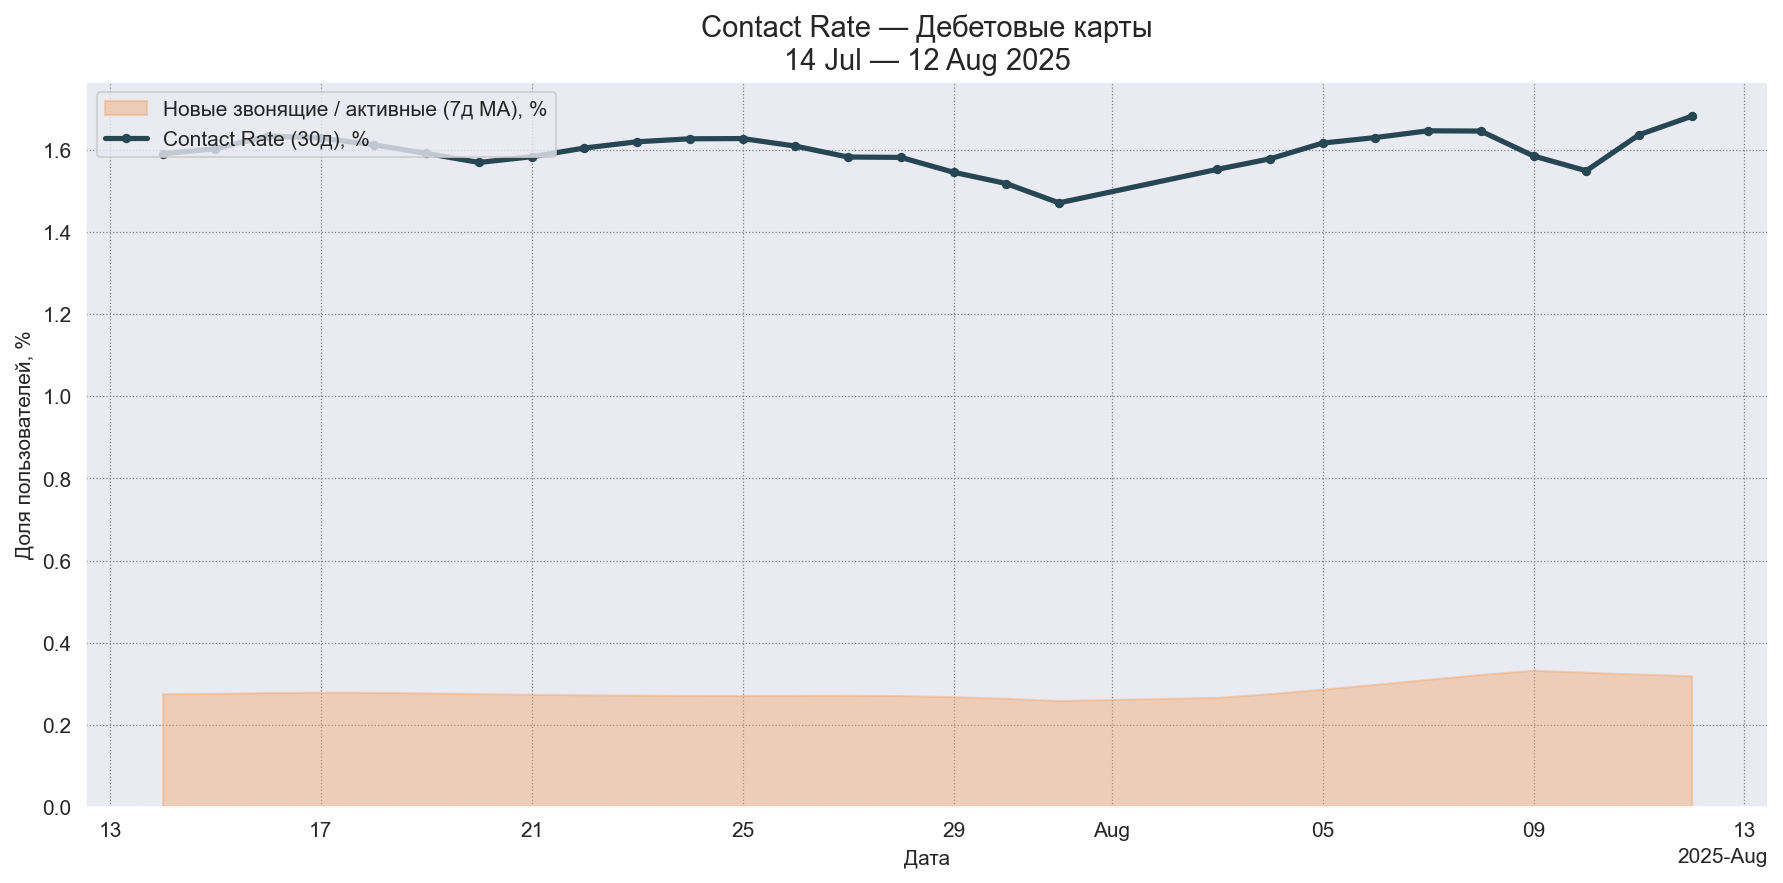 Contact Rate — Дебетовые карты
14 Jul — 12 Aug 2025
Новые звонящие / активные (7д MA), %
Contact Rate (30д), %
Доля пользователей, %
1.6
1.4
1.2
1.0
0.8
0.6
0.4
0.2
0.0
13 17 21 25 29 Aug 05 09 13
2025-Aug
Дата